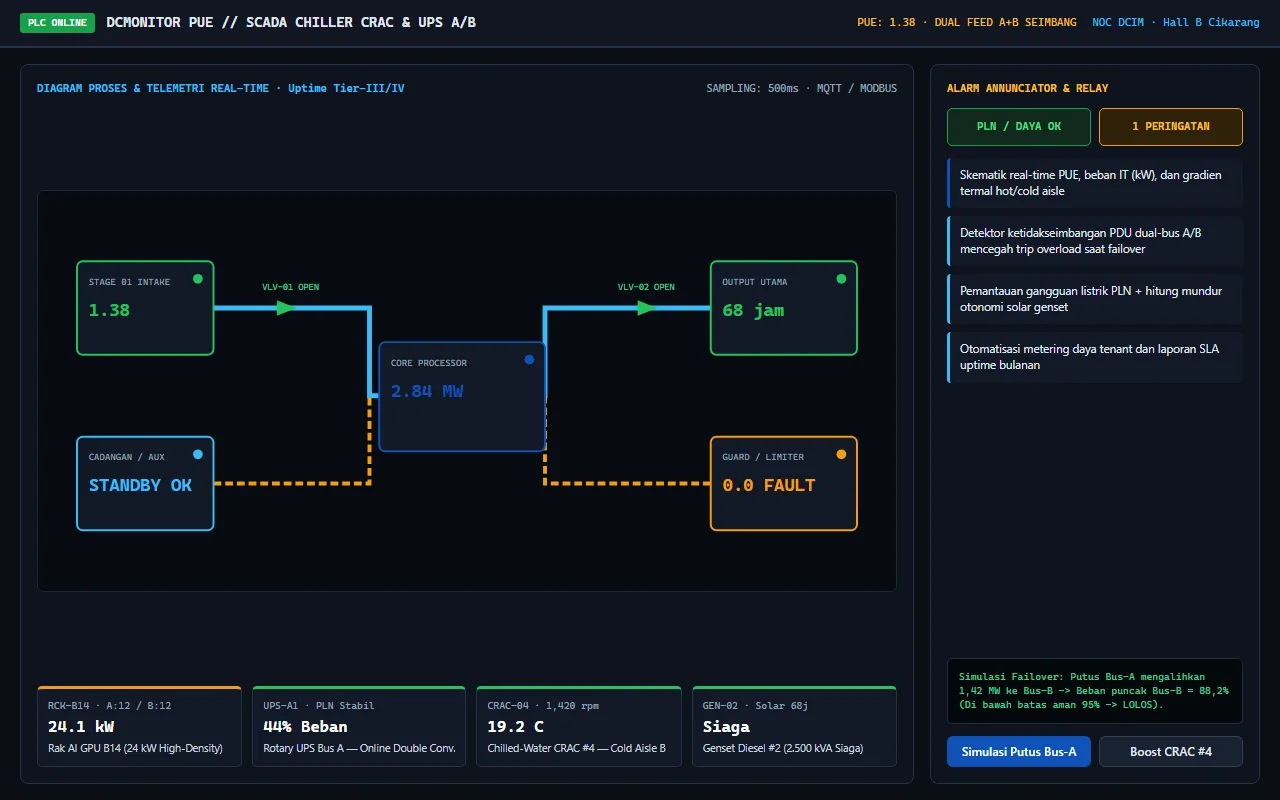 PLC ONLINE
DCMONITOR PUE // SCADA CHILLER CRAC & UPS A/B
PUE: 1.38 · DUAL FEED A+B SEIMBANG
NOC DCIM · Hall B Cikarang
DIAGRAM PROSES & TELEMETRI REAL-TIME · Uptime Tier-III/IV
SAMPLING: 500ms · MQTT / MODBUS
STAGE 01 INTAKE
1.38
VLV-01 OPEN
VLV-02 OPEN
OUTPUT UTAMA
68 jam
CORE PROCESSOR
2.84 MW
CADANGAN / AUX
STANDBY OK
GUARD / LIMITER
0.0 FAULT
RCK-B14 · A:12 / B:12
24.1 kW
Rak AI GPU B14 (24 kW High-Density)
UPS-A1 · PLN Stabil
44% Beban
Rotary UPS Bus A — Online Double Conv.
CRAC-04 · 1,420 rpm
19.2 C
Chilled-Water CRAC #4 — Cold Aisle B
GEN-02 · Solar 68j
Siaga
Genset Diesel #2 (2.500 kVA Siaga)
ALARM ANNUNCIATOR & RELAY
PLN / DAYA OK
1 PERINGATAN
Skematik real-time PUE, beban IT (kW), dan gradien
termal hot/cold aisle
Detektor ketidakseimbangan PDU dual-bus A/B
mencegah trip overload saat failover
Pemantauan gangguan listrik PLN + hitung mundur
otonomi solar genset
Otomatisasi metering daya tenant dan laporan SLA
uptime bulanan
Simulasi Failover: Putus Bus-A mengalihkan
1,42 MW ke Bus-B -> Beban puncak Bus-B = 88,2%
(Di bawah batas aman 95% -> LOLOS).
Simulasi Putus Bus-A
Boost CRAC #4